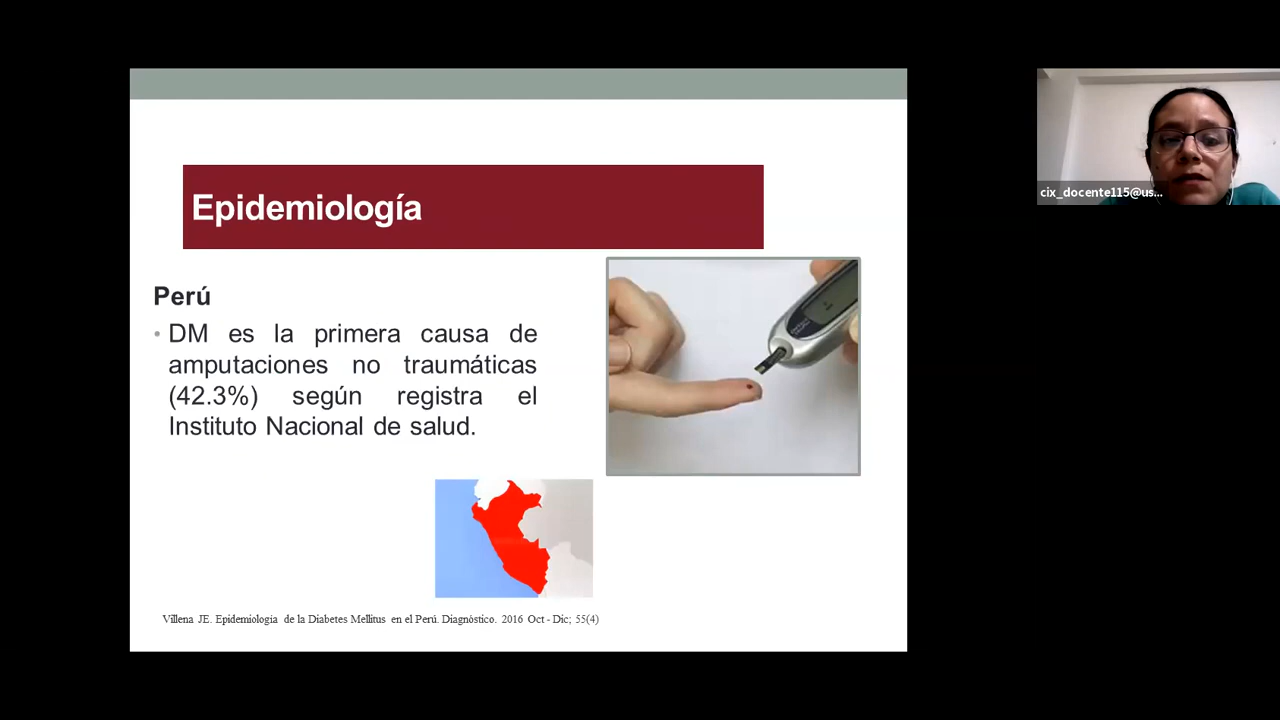 Epidemiología
Perú
• DM es la primera causa de
amputaciones no traumáticas
(42.3%) según registra el
Instituto Nacional de salud.
Villena JE. Epidemiología de la Diabetes Mellitus en el Perú. Diagnóstico. 2016 Oct - Dic; 55(4)
cix_docente115@us...